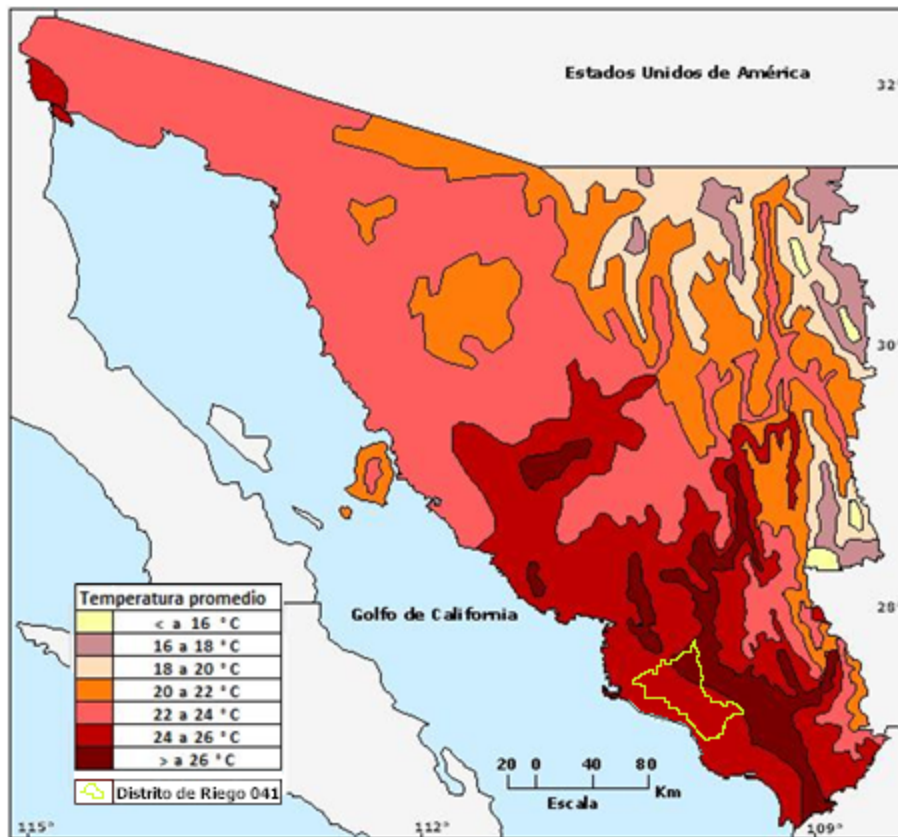 Estados Unidos de América
32°
30°
28°
Golfo de California
Temperatura promedio
< a 16 °C
16 a 18 °C
18 a 20 °C
20 a 22 °C
22 a 24 °C
24 a 26 °C
> a 26 °C
Distrito de Riego 041
20 0 40 80
Km
Escala
115° 112° 109°